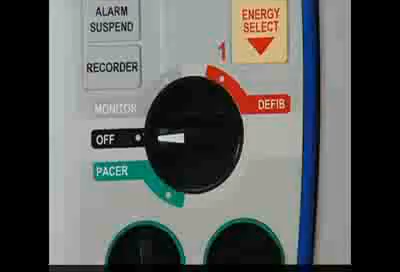 ALARM
SUSPEND
ENERGY
SELECT
RECORDER
1
MONITOR
DEFIB
OFF
PACER